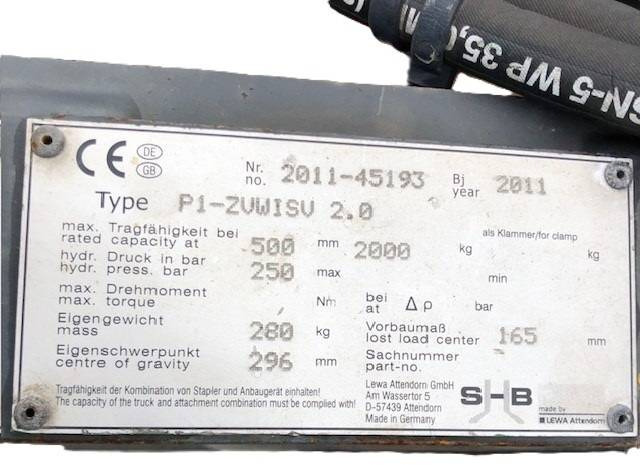 SN-5 WP 35,0
CE DE GB
Nr. no. 2011-45193 Bj year 2011
Type P1-ZVWISV 2.0
max. Tragfähigkeit bei
rated capacity at 500 mm 2000 kg als Klammer/for clamp kg
hydr. Druck in bar
hydr. press. bar 250 max min
max. Drehmoment
max. torque Nm bei at Δ p bar
Eigengewicht
mass 280 kg Vorbaumaß lost load center 165 mm
Eigenschwerpunkt
centre of gravity 296 mm Sachnummer part-no.
Tragfähigkeit der Kombination von Stapler und Anbaugerät einhalten!
The capacity of the truck and attachment combination must be complied with!
Lewa Attendorn GmbH
Am Wassertor 5
D-57439 Attendorn
Made in Germany
SHB
made by
LEWA Attendorn